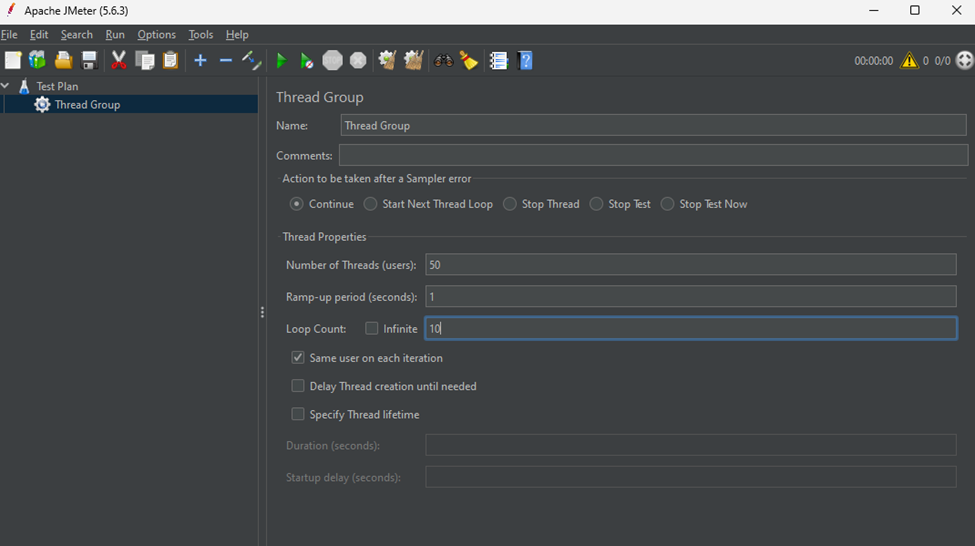 Apache JMeter (5.6.3)
File Edit Search Run Options Tools Help
00:00:00 0 0/0
Test Plan
Thread Group
Thread Group
Name: Thread Group
Comments:
Action to be taken after a Sampler error
Continue Start Next Thread Loop Stop Thread Stop Test Stop Test Now
Thread Properties
Number of Threads (users): 50
Ramp-up period (seconds): 1
Loop Count: Infinite 10
Same user on each iteration
Delay Thread creation until needed
Specify Thread lifetime
Duration (seconds):
Startup delay (seconds):